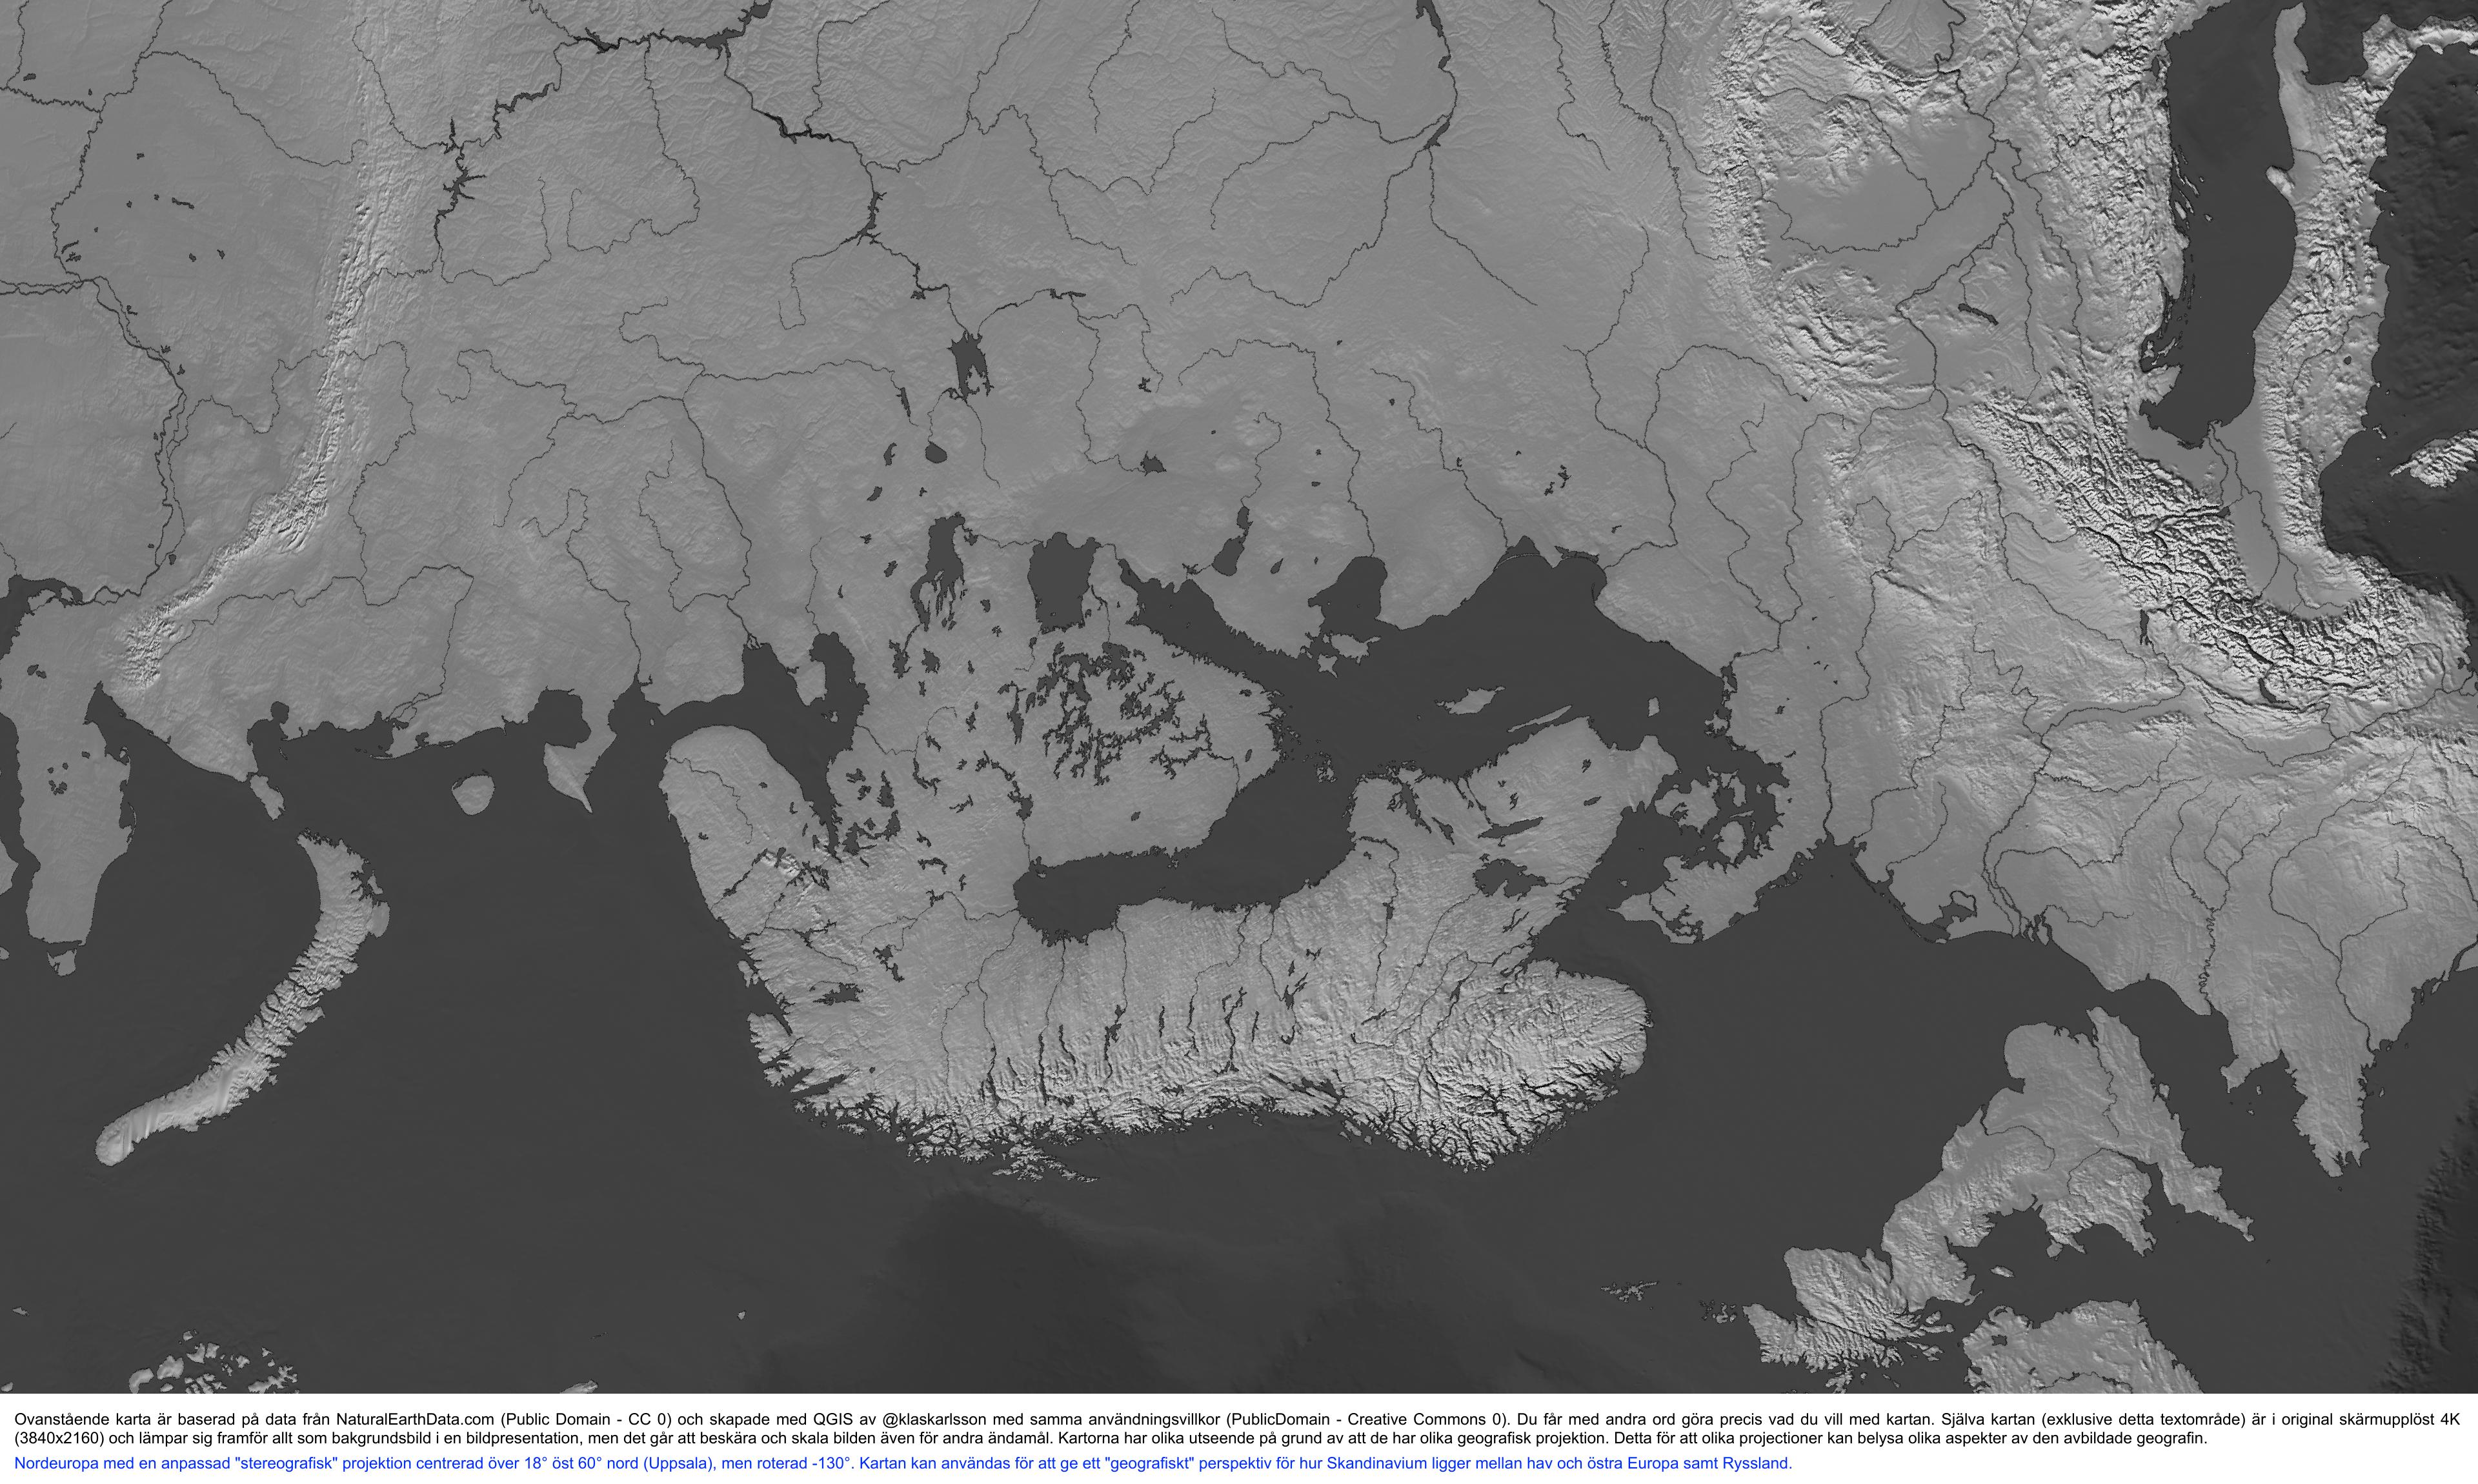 Ovanstående karta är baserad på data från NaturalEarthData.com (Public Domain - CC 0) och skapade med QGIS av @klaskarlsson med samma användningsvillkor (PublicDomain - Creative Commons 0). Du får med andra ord göra precis vad du vill med kartan. Själva kartan (exklusive detta textområde) är i original skärmupplöst 4K
(3840x2160) och lämpar sig framför allt som bakgrundsbild i en bildpresentation, men det går att beskära och skala bilden även för andra ändamål. Kartorna har olika utseende på grund av att de har olika geografisk projektion. Detta för att olika projectioner kan belysa olika aspekter av den avbildade geografin.
Nordeuropa med en anpassad "stereografisk" projektion centrerad över 18° öst 60° nord (Uppsala), men roterad -130°. Kartan kan användas för att ge ett "geografiskt" perspektiv för hur Skandinavium ligger mellan hav och östra Europa samt Ryssland.